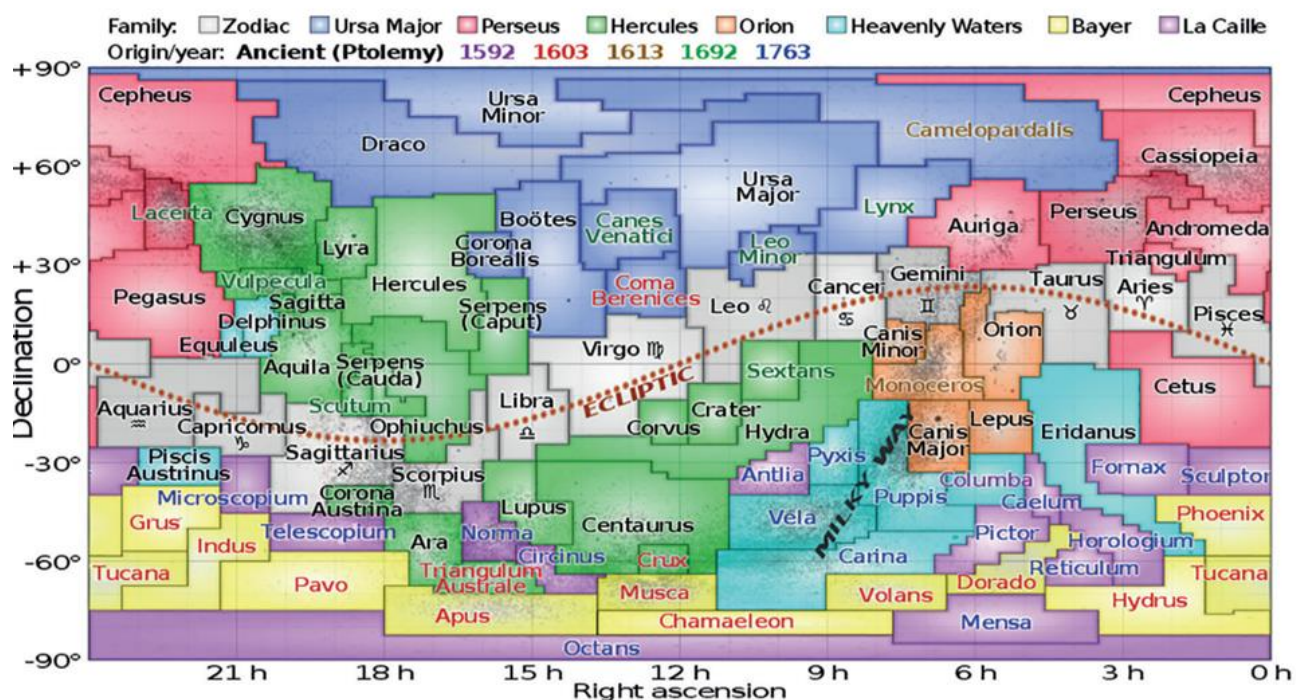 Family: Zodiac Ursa Major Perseus Hercules Orion Heavenly Waters Bayer La Caille
Origin/year: Ancient (Ptolemy) 1592 1603 1613 1692 1763
+90°
+60°
+30°
0°
-30°
-60°
-90°
Declination
Cepheus
Ursa
Minor
Cepheus
Draco
Camelopardalis
Cassiopeia
Ursa
Major
Lacerta
Cygnus
Boötes
Canes
Venatici
Lynx
Auriga
Perseus
Andromeda
Lyra
Corona
Borealis
Leo
Minor
Triangulum
Vulpecula
Hercules
Coma
Berenices
Cancer
♋
Gemini
♊
Taurus
♉
Aries
♈
Pegasus
Sagitta
Serpens
(Caput)
Leo ♌
Pisces
♓
Delphinus
Equuleus
Virgo ♍
Canis
Minor
Orion
Aquila
Serpens
(Cauda)
ECLIPTIC
Sextans
Monoceros
Cetus
Aquarius
♒
Scutum
Libra
♎
Crater
Capricornus
♑
Ophiuchus
Corvus
Hydra
MILKY WAY
Canis
Major
Lepus
Eridanus
Sagittarius
♐
Piscis
Austrinus
Scorpius
♏
Antlia
Pyxis
Fornax
Sculptor
Microscopium
Corona
Austrina
Lupus
Puppis
Columba
Caelum
Grus
Telescopium
Norma
Centaurus
Vela
Pictor
Phoenix
Indus
Ara
Circinus
Crux
Carina
Horologium
Tucana
Pavo
Triangulum
Australe
Musca
Volans
Dorado
Reticulum
Tucana
Hydrus
Apus
Chamaeleon
Mensa
Octans
21 h 18 h 15 h 12 h 9 h 6 h 3 h 0 h
Right ascension